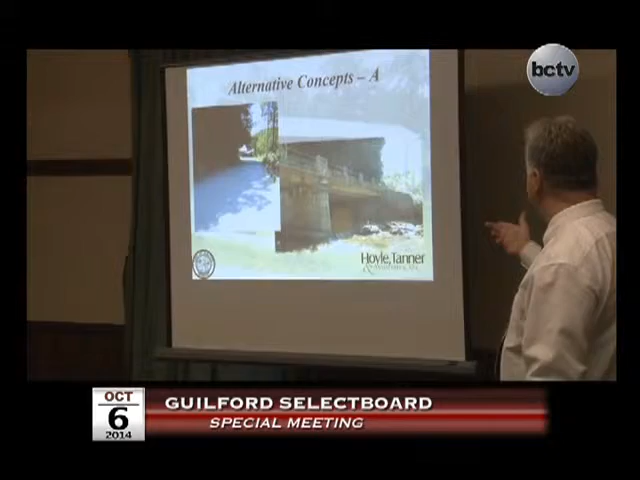 bctv
Alternative Concepts – A
Hoyle, Tanner
OCT
6
2014
GUILFORD SELECTBOARD
SPECIAL MEETING